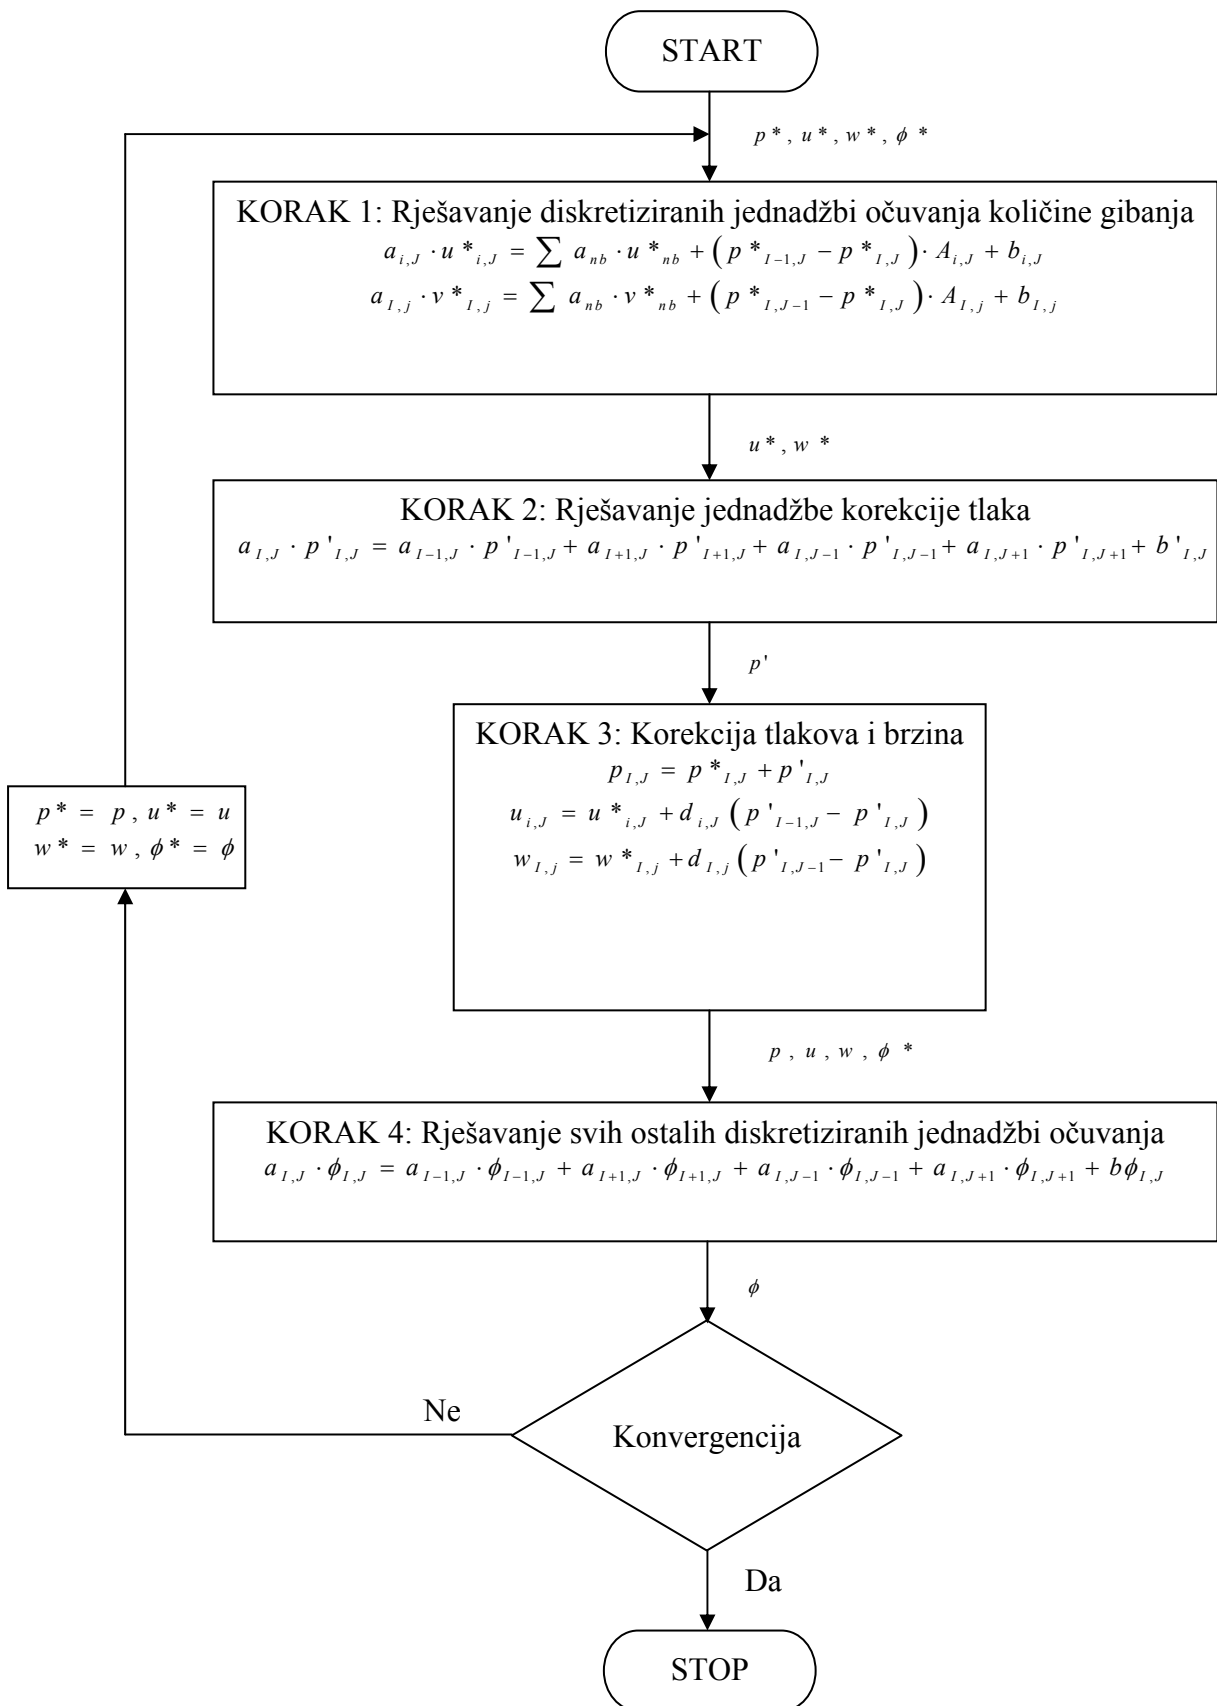 START
p*, u*, w*, ϕ*
KORAK 1: Rješavanje diskretiziranih jednadžbi očuvanja količine gibanja
a_{i,J} · u*_{i,J} = ∑ a_{nb} · u*_{nb} + (p*_{I-1,J} − p*_{I,J}) · A_{i,J} + b_{i,J}
a_{I,j} · v*_{I,j} = ∑ a_{nb} · v*_{nb} + (p*_{I,J-1} − p*_{I,J}) · A_{I,j} + b_{I,j}
u*, w*
KORAK 2: Rješavanje jednadžbe korekcije tlaka
a_{I,J} · p'_{I,J} = a_{I-1,J} · p'_{I-1,J} + a_{I+1,J} · p'_{I+1,J} + a_{I,J-1} · p'_{I,J-1} + a_{I,J+1} · p'_{I,J+1} + b'_{I,J}
p'
KORAK 3: Korekcija tlakova i brzina
p_{I,J} = p*_{I,J} + p'_{I,J}
u_{i,J} = u*_{i,J} + d_{i,J} (p'_{I-1,J} − p'_{I,J})
w_{I,j} = w*_{I,j} + d_{I,j} (p'_{I,J-1} − p'_{I,J})
p* = p, u* = u
w* = w, ϕ* = ϕ
p, u, w, ϕ*
KORAK 4: Rješavanje svih ostalih diskretiziranih jednadžbi očuvanja
a_{I,J} · ϕ_{I,J} = a_{I-1,J} · ϕ_{I-1,J} + a_{I+1,J} · ϕ_{I+1,J} + a_{I,J-1} · ϕ_{I,J-1} + a_{I,J+1} · ϕ_{I,J+1} + bϕ_{I,J}
ϕ
Ne
Konvergencija
Da
STOP